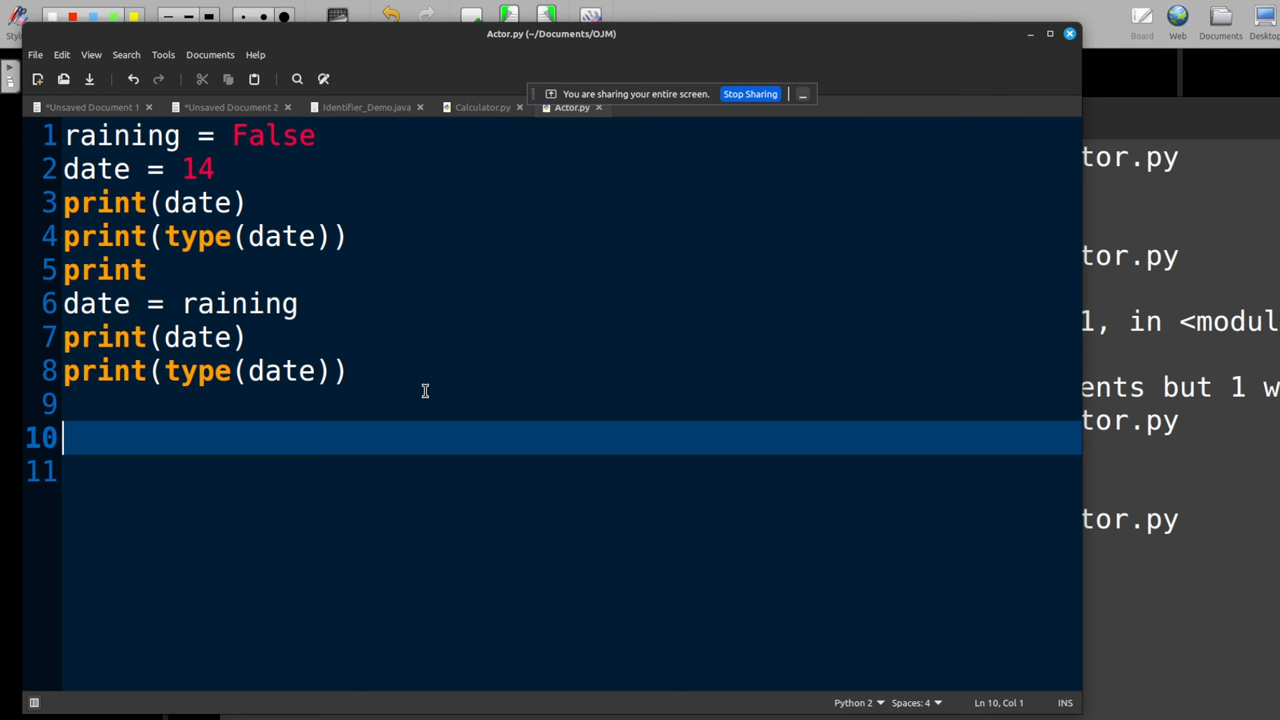 Board
Web
Documents
Desktop
Actor.py (~/Documents/OJM)
File Edit View Search Tools Documents Help
You are sharing your entire screen. Stop Sharing
*Unsaved Document 1 *Unsaved Document 2 Identifier_Demo.java Calculator.py Actor.py
1 raining = False
2 date = 14
3 print(date)
4 print(type(date))
5 print
6 date = raining
7 print(date)
8 print(type(date))
9
10
11
tor.py
tor.py
1, in <modul
ents but 1 w
tor.py
tor.py
Python 2 Spaces: 4 Ln 10, Col 1 INS